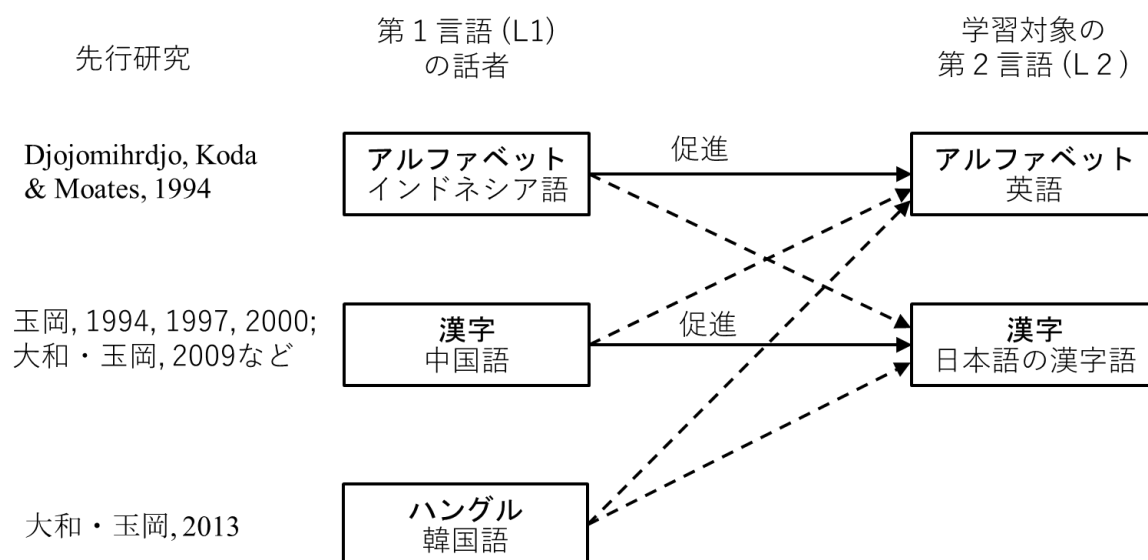 先行研究
第１言語 (L1)
の話者
学習対象の
第２言語 (L２)
Djojomihrdjo, Koda
& Moates, 1994
アルファベット
インドネシア語
促進
アルファベット
英語
玉岡, 1994, 1997, 2000;
大和・玉岡, 2009など
漢字
中国語
促進
漢字
日本語の漢字語
大和・玉岡, 2013
ハングル
韓国語